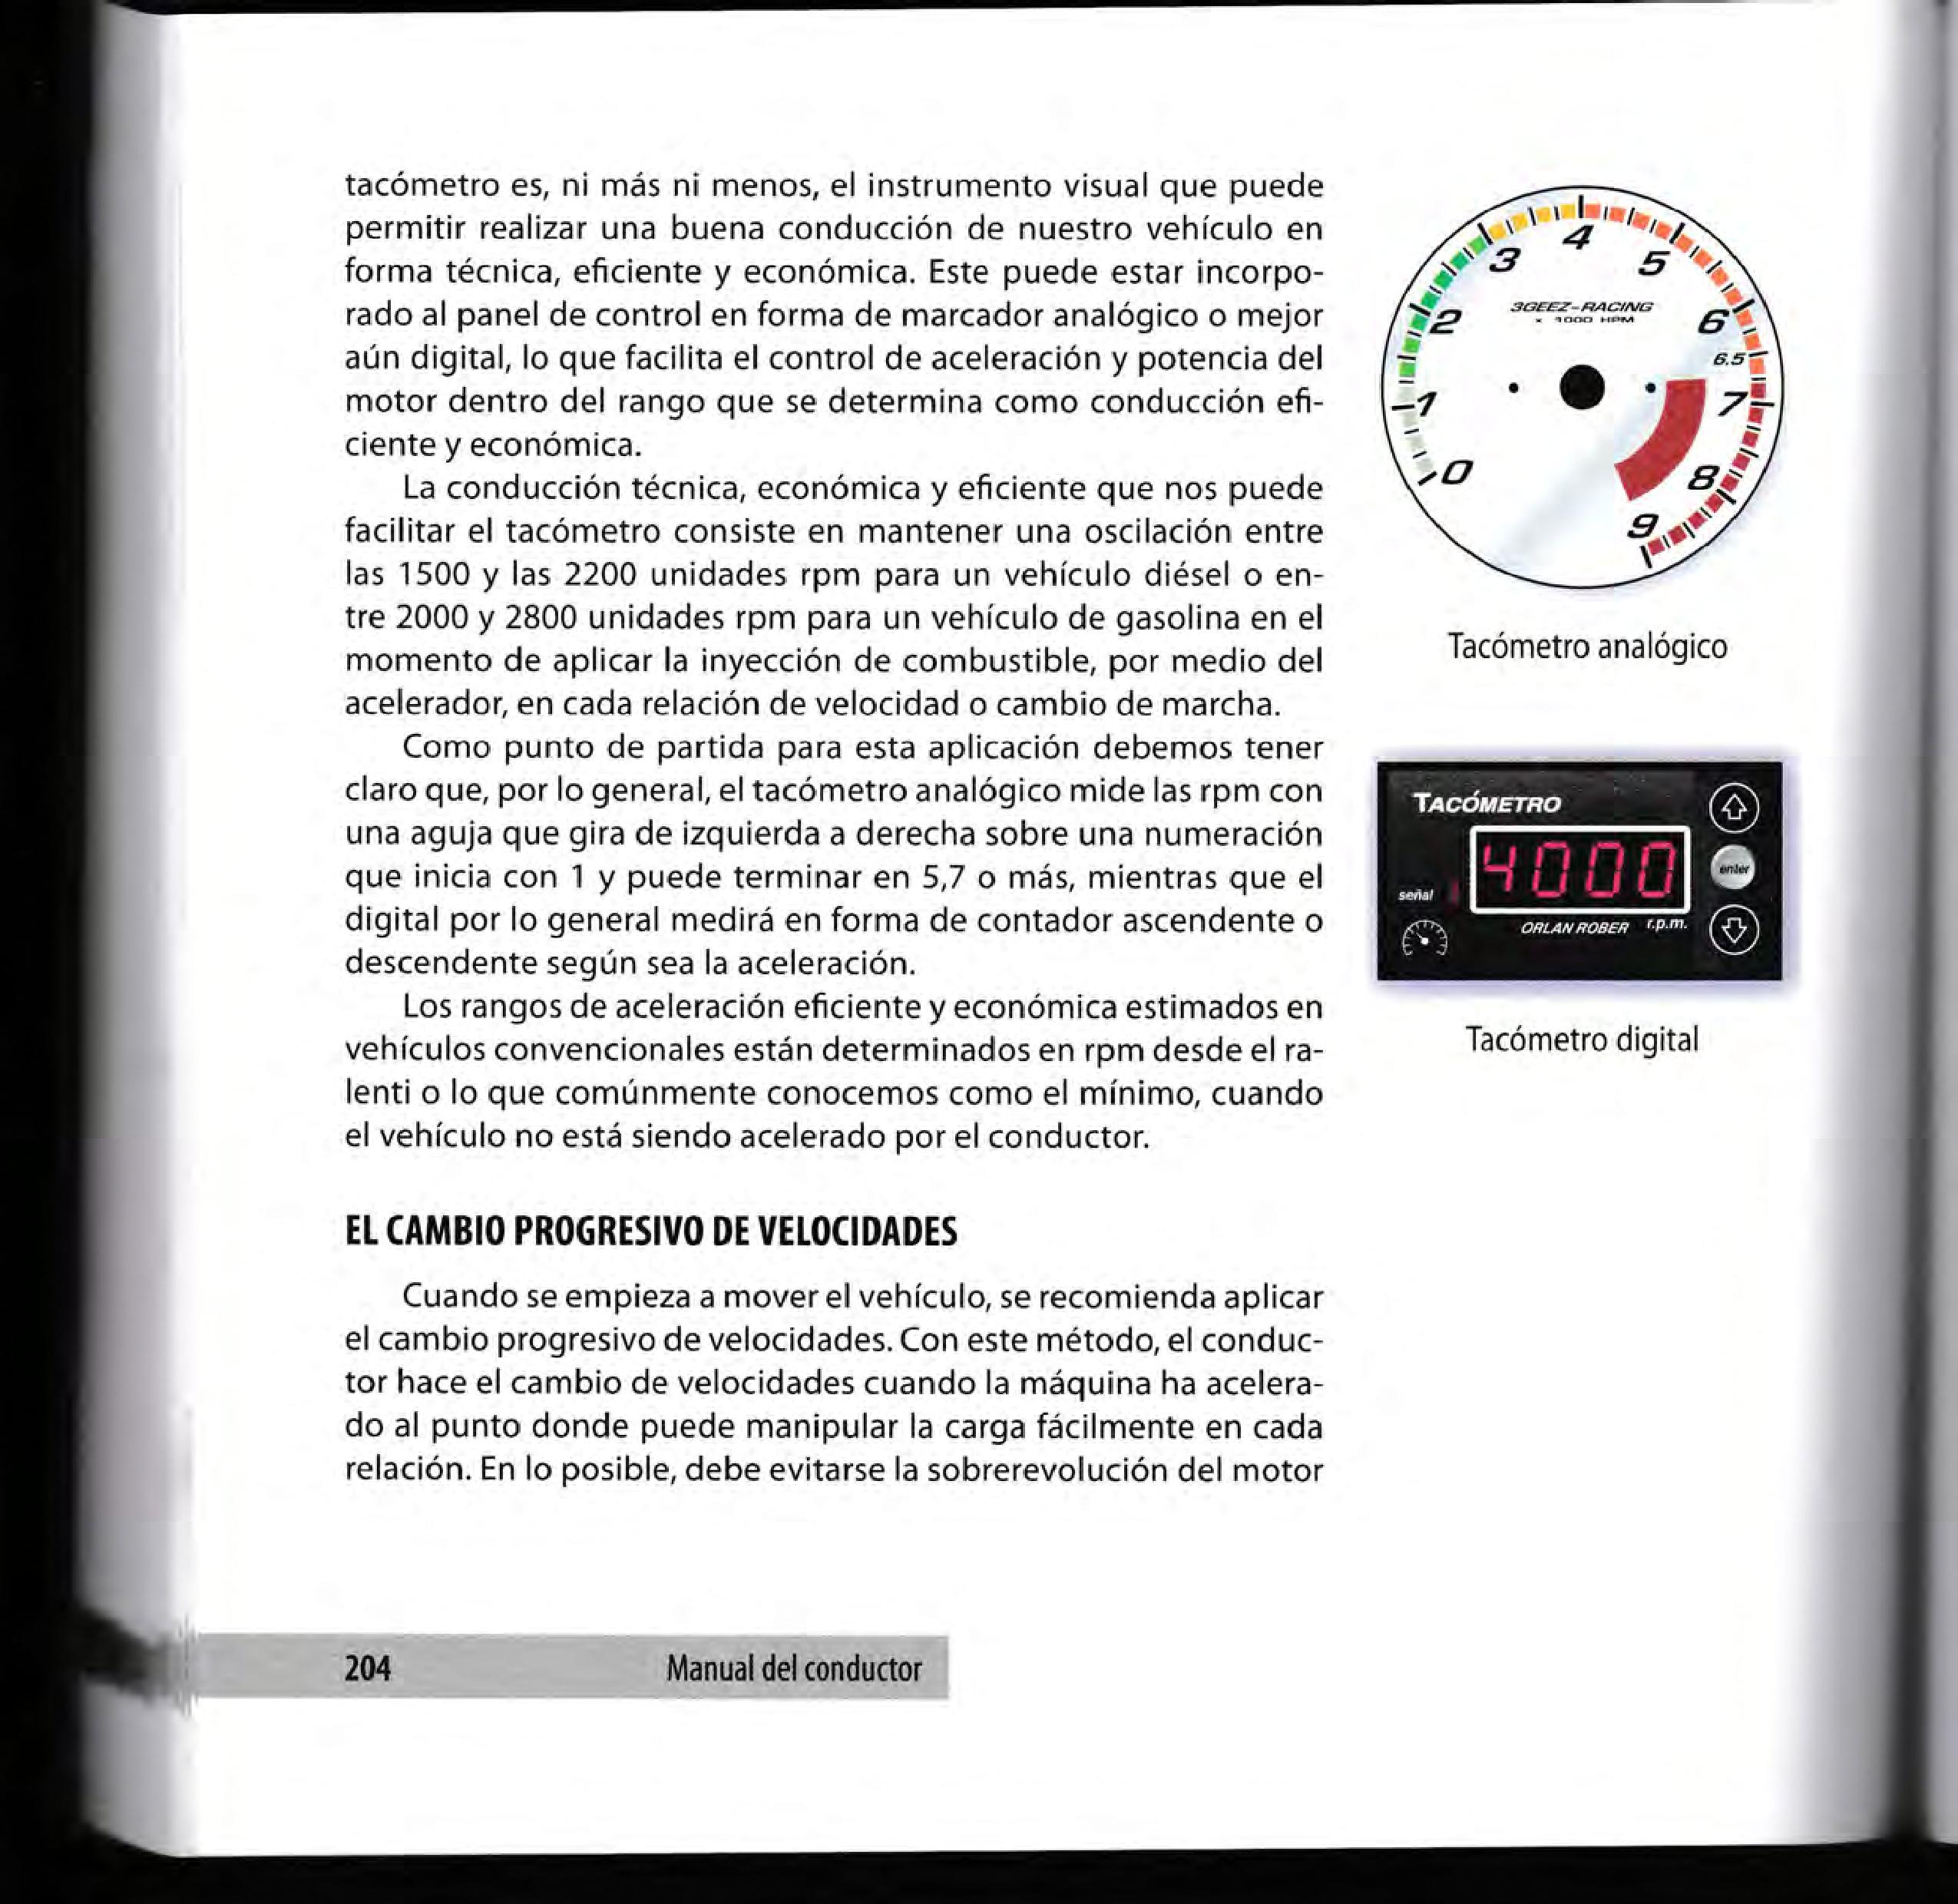 tacómetro es, ni más ni menos, el instrumento visual que puede
permitir realizar una buena conducción de nuestro vehículo en
forma técnica, eficiente y económica. Este puede estar incorpo-
rado al panel de control en forma de marcador analógico o mejor
aún digital, lo que facilita el control de aceleración y potencia del
motor dentro del rango que se determina como conducción efi-
ciente y económica.
La conducción técnica, económica y eficiente que nos puede
facilitar el tacómetro consiste en mantener una oscilación entre
las 1500 y las 2200 unidades rpm para un vehículo diésel o en-
tre 2000 y 2800 unidades rpm para un vehículo de gasolina en el
momento de aplicar la inyección de combustible, por medio del
acelerador, en cada relación de velocidad o cambio de marcha.
Como punto de partida para esta aplicación debemos tener
claro que, por lo general, el tacómetro analógico mide las rpm con
una aguja que gira de izquierda a derecha sobre una numeración
que inicia con 1 y puede terminar en 5,7 o más, mientras que el
digital por lo general medirá en forma de contador ascendente o
descendente según sea la aceleración.
Los rangos de aceleración eficiente y económica estimados en
vehículos convencionales están determinados en rpm desde el ra-
lenti o lo que comúnmente conocemos como el mínimo, cuando
el vehículo no está siendo acelerado por el conductor.
EL CAMBIO PROGRESIVO DE VELOCIDADES
Cuando se empieza a mover el vehículo, se recomienda aplicar
el cambio progresivo de velocidades. Con este método, el conduc-
tor hace el cambio de velocidades cuando la máquina ha acelera-
do al punto donde puede manipular la carga fácilmente en cada
relación. En lo posible, debe evitarse la sobrerevolución del motor
0
1
2
3
4
5
6
6.5
7
8
9
3GEEZ-RACING
x 1000
Tacómetro analógico
TACÓMETRO
4000
señal
enter
ORLAN ROBER r.p.m.
Tacómetro digital
204 Manual del conductor